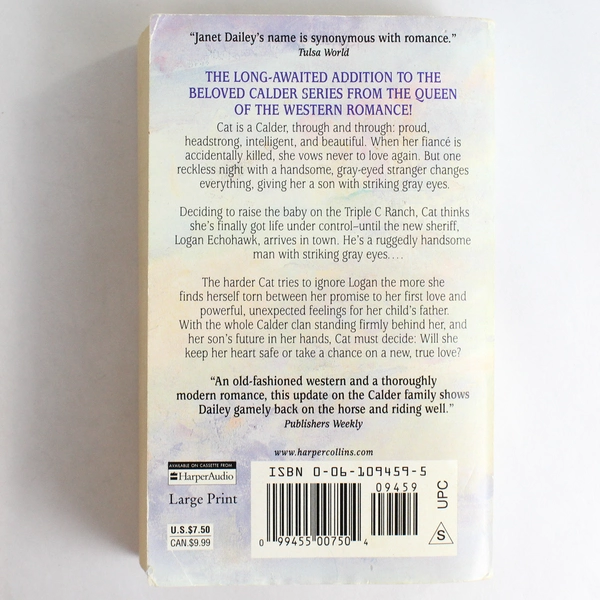 “Janet Dailey's name is synonymous with romance.”
Tulsa World
THE LONG-AWAITED ADDITION TO THE
BELOVED CALDER SERIES FROM THE QUEEN
OF THE WESTERN ROMANCE!
Cat is a Calder, through and through: proud,
headstrong, intelligent, and beautiful. When her fiancé is
accidentally killed, she vows never to love again. But one
reckless night with a handsome, gray-eyed stranger changes
everything, giving her a son with striking gray eyes.
Deciding to raise the baby on the Triple C Ranch, Cat thinks
she's finally got life under control–until the new sheriff,
Logan Echohawk, arrives in town. He's a ruggedly handsome
man with striking gray eyes....
The harder Cat tries to ignore Logan the more she
finds herself torn between her promise to her first love and
powerful, unexpected feelings for her child's father.
With the whole Calder clan standing firmly behind her, and
her son's future in her hands, Cat must decide: Will she
keep her heart safe or take a chance on a new, true love?
“An old-fashioned western and a thoroughly
modern romance, this update on the Calder family shows
Dailey gamely back on the horse and riding well.”
Publishers Weekly
www.harpercollins.com
AVAILABLE ON CASSETTE FROM
HarperAudio
Large Print
U.S.$7.50
CAN.$9.99
ISBN 0-06-109459-5
09459
0 99455 00750 4
UPC
S